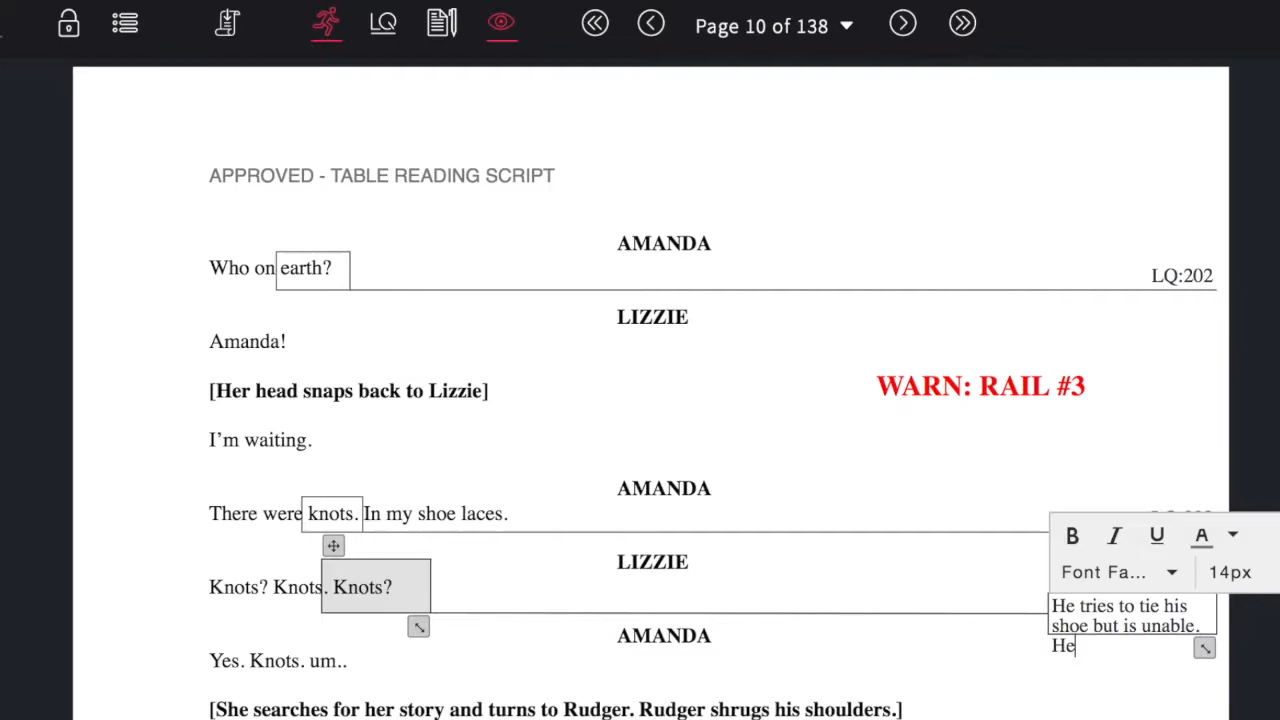 LQ
Page 10 of 138
APPROVED - TABLE READING SCRIPT
AMANDA
Who on earth?
LQ:202
LIZZIE
Amanda!
[Her head snaps back to Lizzie]
WARN: RAIL #3
I'm waiting.
AMANDA
There were knots. In my shoe laces.
B I U A
Font Fa... 14px
LIZZIE
Knots? Knots. Knots?
He tries to tie his
shoe but is unable.
He
AMANDA
Yes. Knots. um..
[She searches for her story and turns to Rudger. Rudger shrugs his shoulders.]